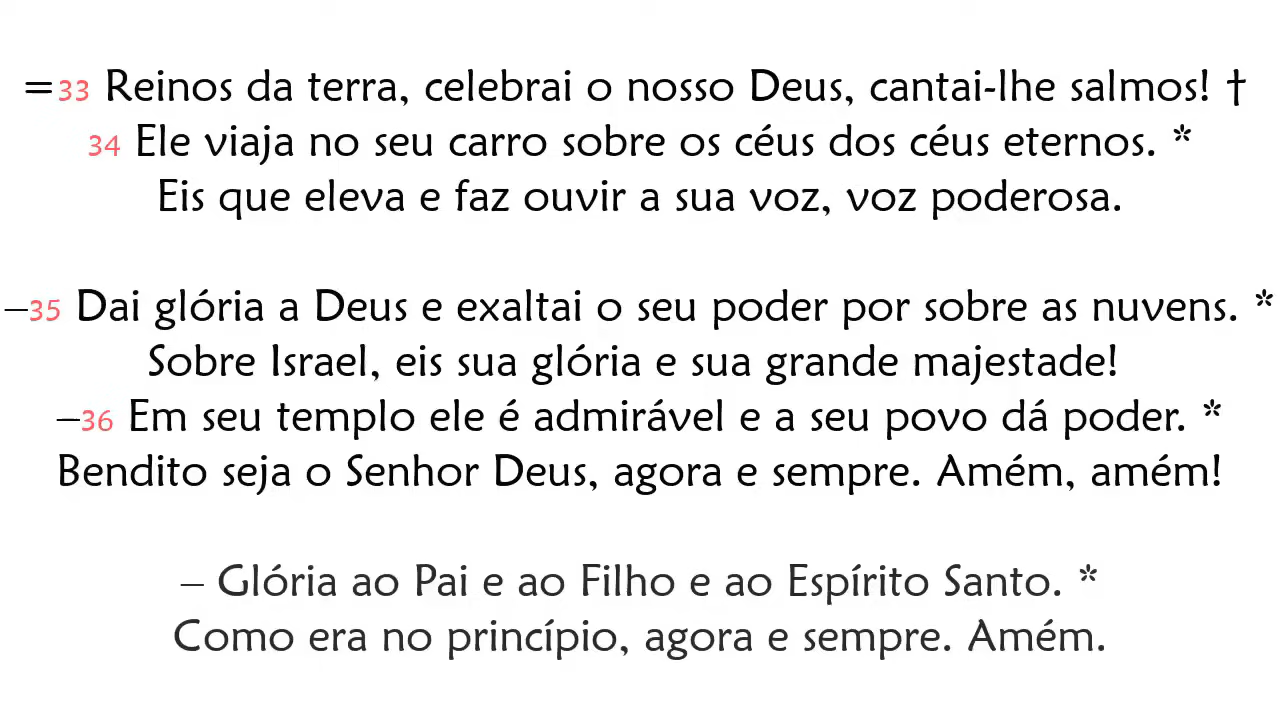 =33 Reinos da terra, celebrai o nosso Deus, cantai-lhe salmos! †
34 Ele viaja no seu carro sobre os céus dos céus eternos. *
Eis que eleva e faz ouvir a sua voz, voz poderosa.
–35 Dai glória a Deus e exaltai o seu poder por sobre as nuvens. *
Sobre Israel, eis sua glória e sua grande majestade!
–36 Em seu templo ele é admirável e a seu povo dá poder. *
Bendito seja o Senhor Deus, agora e sempre. Amém, amém!
– Glória ao Pai e ao Filho e ao Espírito Santo. *
Como era no princípio, agora e sempre. Amém.